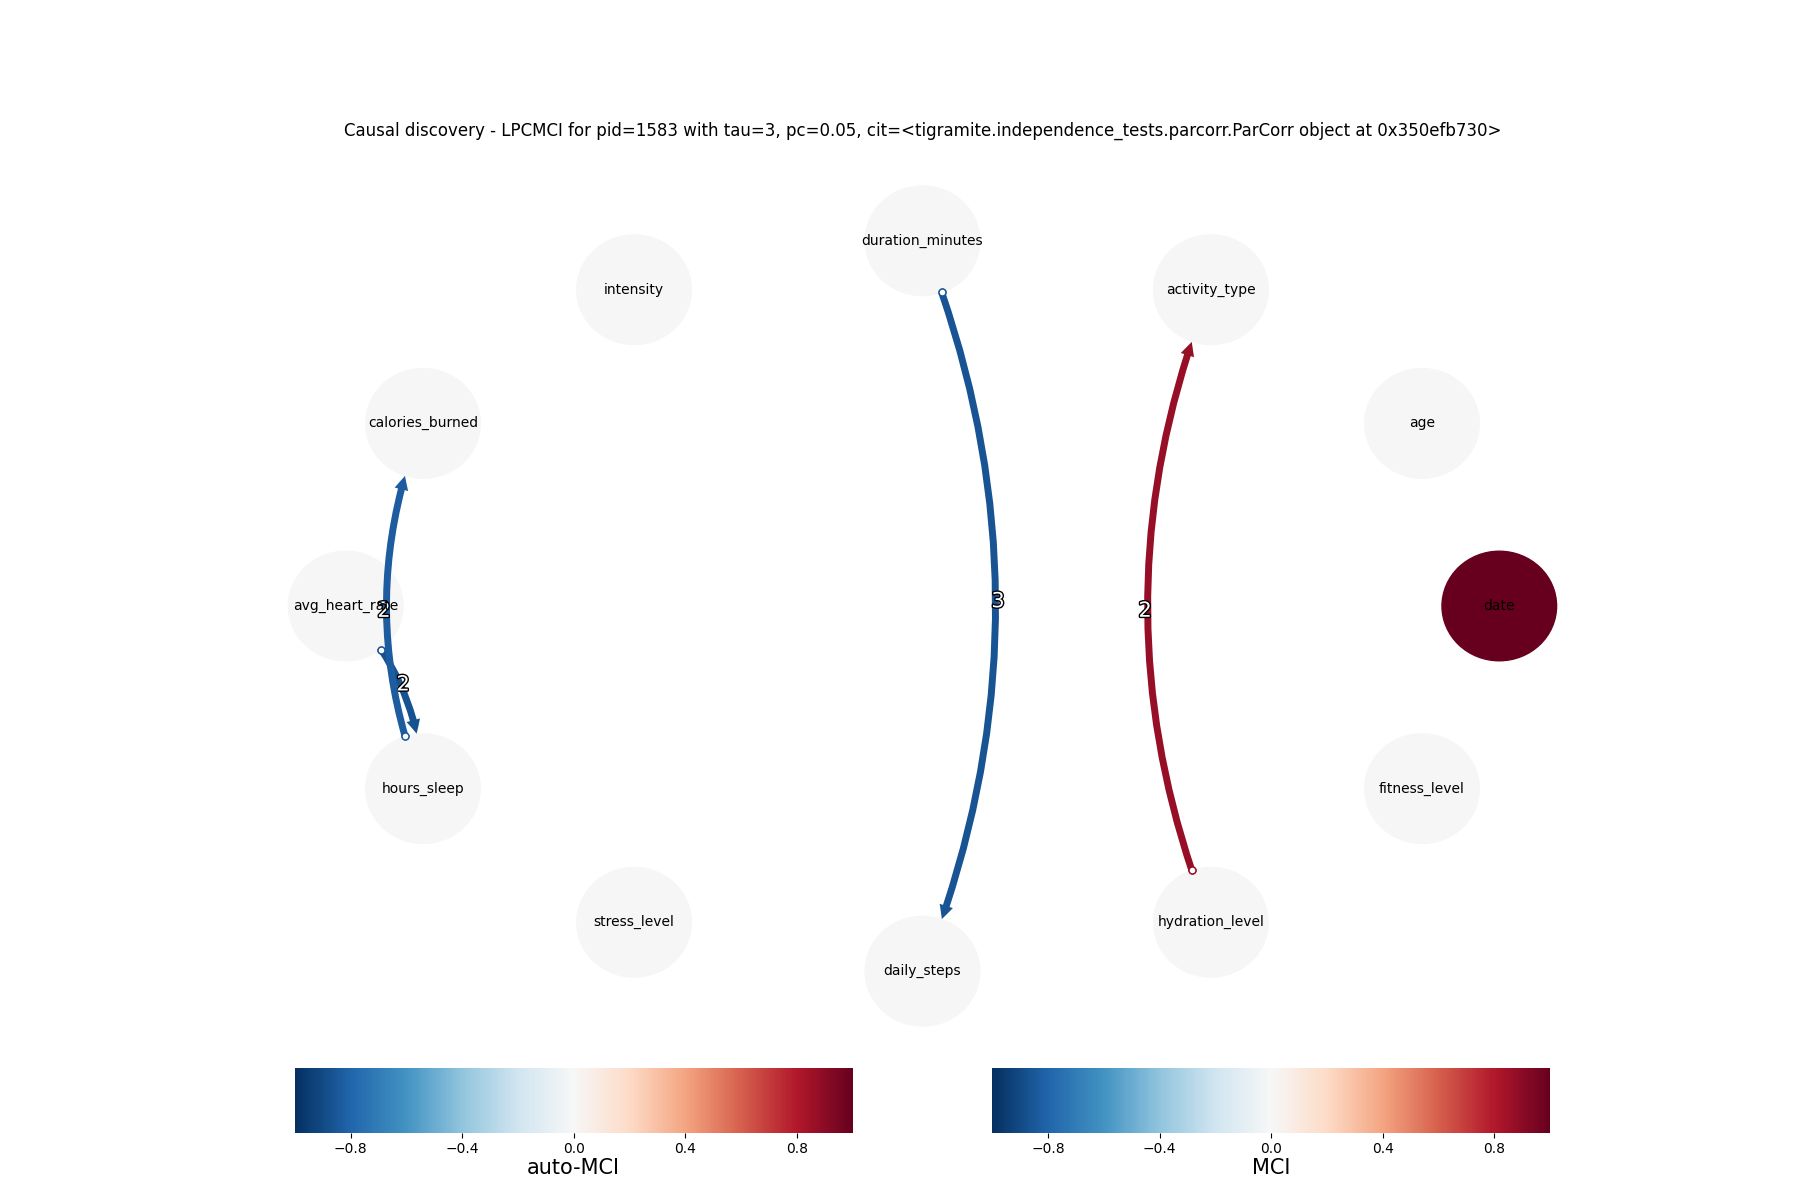 Causal discovery - LPCMCI for pid=1583 with tau=3, pc=0.05, cit=<tigramite.independence_tests.parcorr.ParCorr object at 0x350efb730>
duration_minutes
intensity
activity_type
calories_burned
age
avg_heart_rate
2
3
2
date
2
hours_sleep
fitness_level
stress_level
hydration_level
daily_steps
−0.8 −0.4 0.0 0.4 0.8
auto-MCI
−0.8 −0.4 0.0 0.4 0.8
MCI